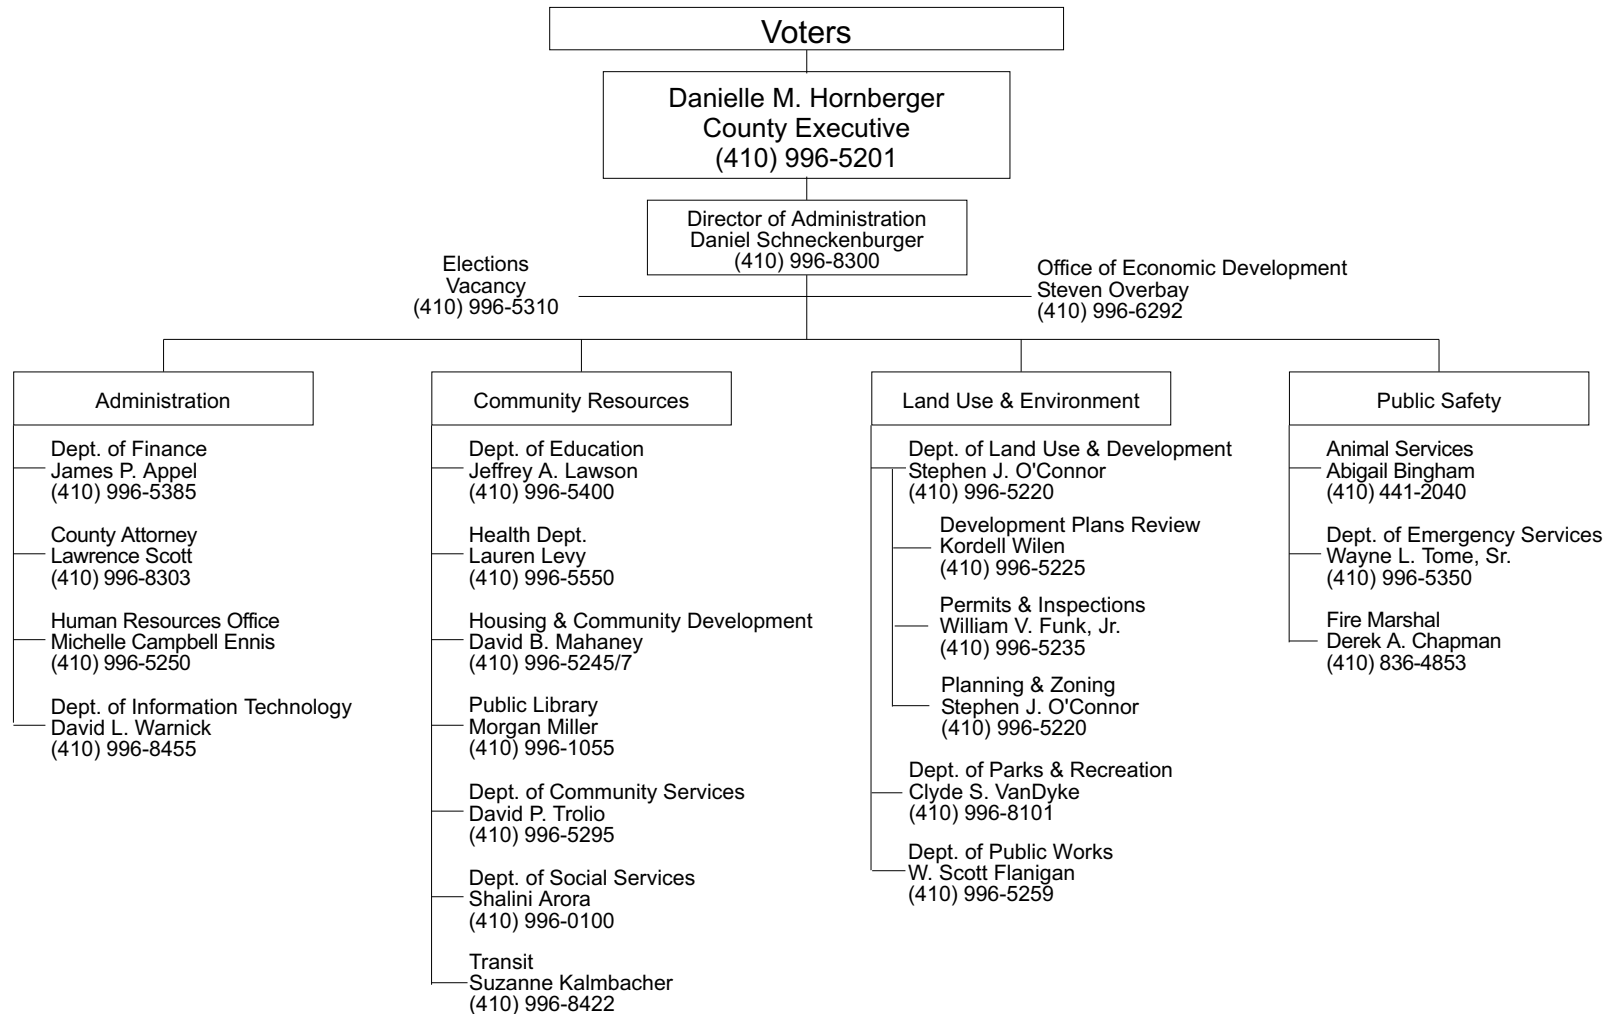 Voters
Danielle M. Hornberger
County Executive
(410) 996-5201
Director of Administration
Daniel Schneckenburger
(410) 996-8300
Elections
Vacancy
(410) 996-5310
Office of Economic Development
Steven Overbay
(410) 996-6292
Administration
Dept. of Finance
James P. Appel
(410) 996-5385
County Attorney
Lawrence Scott
(410) 996-8303
Human Resources Office
Michelle Campbell Ennis
(410) 996-5250
Dept. of Information Technology
David L. Warnick
(410) 996-8455
Community Resources
Dept. of Education
Jeffrey A. Lawson
(410) 996-5400
Health Dept.
Lauren Levy
(410) 996-5550
Housing & Community Development
David B. Mahaney
(410) 996-5245/7
Public Library
Morgan Miller
(410) 996-1055
Dept. of Community Services
David P. Trolio
(410) 996-5295
Dept. of Social Services
Shalini Arora
(410) 996-0100
Transit
Suzanne Kalmbacher
(410) 996-8422
Land Use & Environment
Dept. of Land Use & Development
Stephen J. O'Connor
(410) 996-5220
Development Plans Review
Kordell Wilen
(410) 996-5225
Permits & Inspections
William V. Funk, Jr.
(410) 996-5235
Planning & Zoning
Stephen J. O'Connor
(410) 996-5220
Dept. of Parks & Recreation
Clyde S. VanDyke
(410) 996-8101
Dept. of Public Works
W. Scott Flanigan
(410) 996-5259
Public Safety
Animal Services
Abigail Bingham
(410) 441-2040
Dept. of Emergency Services
Wayne L. Tome, Sr.
(410) 996-5350
Fire Marshal
Derek A. Chapman
(410) 836-4853